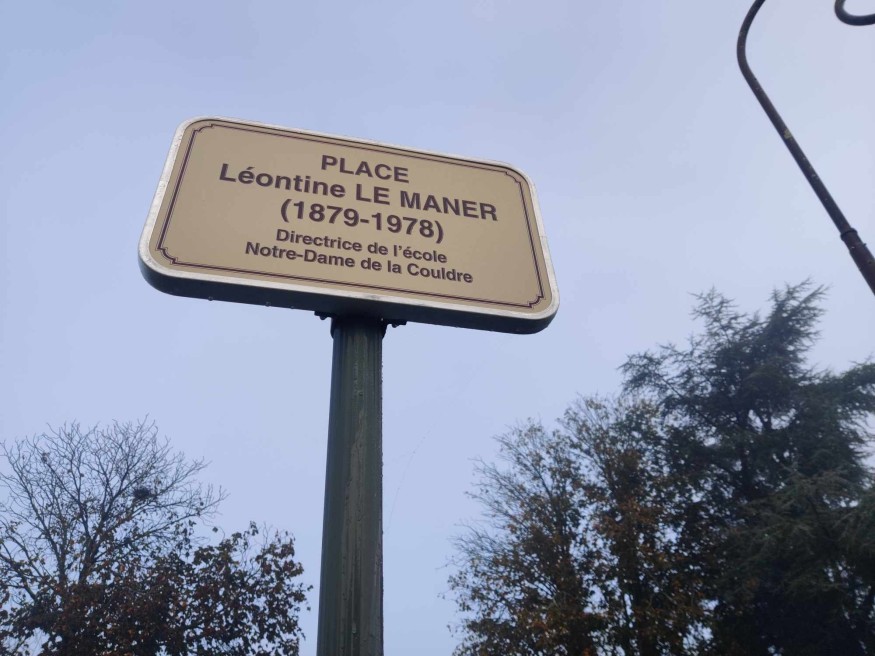 PLACE
Léontine LE MANER
(1879-1978)
Directrice de l'école
Notre-Dame de la Couldre